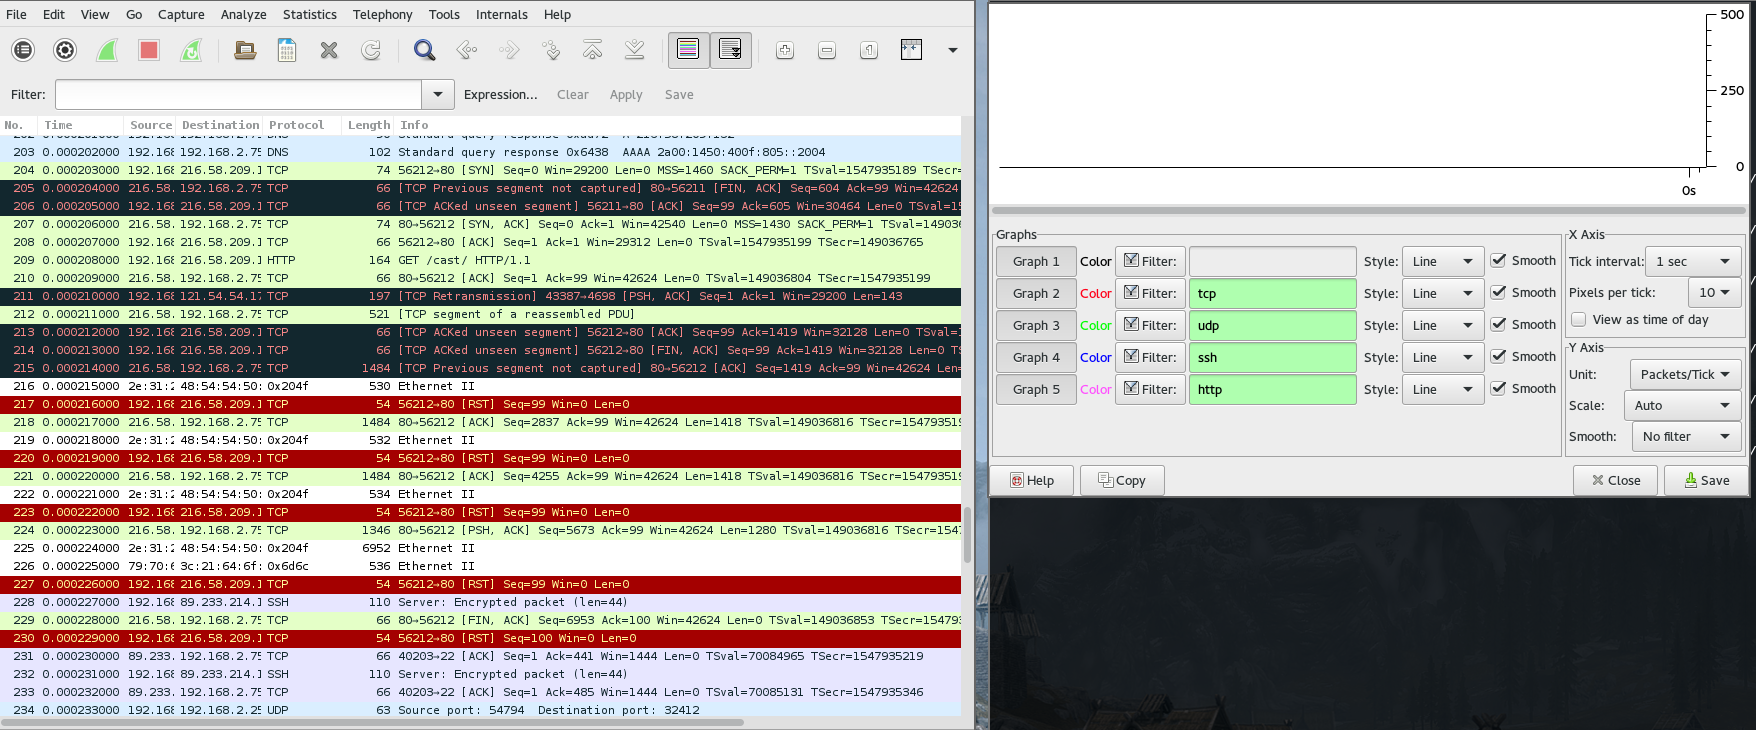 File Edit View Go Capture Analyze Statistics Telephony Tools Internals Help
Filter: Expression... Clear Apply Save
No. Time Source Destination Protocol Length Info
203 0.000202000 192.168 192.168.2.75 DNS 102 Standard query response 0x6438 AAAA 2a00:1450:400f:805::2004
204 0.000203000 192.168 216.58.209.1 TCP 74 56212→80 [SYN] Seq=0 Win=29200 Len=0 MSS=1460 SACK_PERM=1 TSval=1547935189 TSecr=
205 0.000204000 216.58. 192.168.2.75 TCP 66 [TCP Previous segment not captured] 80→56211 [FIN, ACK] Seq=604 Ack=99 Win=42624
206 0.000205000 192.168 216.58.209.1 TCP 66 [TCP ACKed unseen segment] 56211→80 [ACK] Seq=99 Ack=605 Win=30464 Len=0 TSval=15
207 0.000206000 216.58. 192.168.2.75 TCP 74 80→56212 [SYN, ACK] Seq=0 Ack=1 Win=42540 Len=0 MSS=1430 SACK_PERM=1 TSval=149036
208 0.000207000 192.168 216.58.209.1 TCP 66 56212→80 [ACK] Seq=1 Ack=1 Win=29312 Len=0 TSval=1547935199 TSecr=149036765
209 0.000208000 192.168 216.58.209.1 HTTP 164 GET /cast/ HTTP/1.1
210 0.000209000 216.58. 192.168.2.75 TCP 66 80→56212 [ACK] Seq=1 Ack=99 Win=42624 Len=0 TSval=149036804 TSecr=1547935199
211 0.000210000 192.168 121.54.54.17 TCP 197 [TCP Retransmission] 43387→4698 [PSH, ACK] Seq=1 Ack=1 Win=29200 Len=143
212 0.000211000 216.58. 192.168.2.75 TCP 521 [TCP segment of a reassembled PDU]
213 0.000212000 192.168 216.58.209.1 TCP 66 [TCP ACKed unseen segment] 56212→80 [ACK] Seq=99 Ack=1419 Win=32128 Len=0 TSval=1
214 0.000213000 192.168 216.58.209.1 TCP 66 [TCP ACKed unseen segment] 56212→80 [FIN, ACK] Seq=99 Ack=1419 Win=32128 Len=0 TS
215 0.000214000 216.58. 192.168.2.75 TCP 1484 [TCP Previous segment not captured] 80→56212 [ACK] Seq=1419 Ack=99 Win=42624 Len=
216 0.000215000 2e:31:2 48:54:54:50: 0x204f 530 Ethernet II
217 0.000216000 192.168 216.58.209.1 TCP 54 56212→80 [RST] Seq=99 Win=0 Len=0
218 0.000217000 216.58. 192.168.2.75 TCP 1484 80→56212 [ACK] Seq=2837 Ack=99 Win=42624 Len=1418 TSval=149036816 TSecr=154793519
219 0.000218000 2e:31:2 48:54:54:50: 0x204f 532 Ethernet II
220 0.000219000 192.168 216.58.209.1 TCP 54 56212→80 [RST] Seq=99 Win=0 Len=0
221 0.000220000 216.58. 192.168.2.75 TCP 1484 80→56212 [ACK] Seq=4255 Ack=99 Win=42624 Len=1418 TSval=149036816 TSecr=154793519
222 0.000221000 2e:31:2 48:54:54:50: 0x204f 534 Ethernet II
223 0.000222000 192.168 216.58.209.1 TCP 54 56212→80 [RST] Seq=99 Win=0 Len=0
224 0.000223000 216.58. 192.168.2.75 TCP 1346 80→56212 [PSH, ACK] Seq=5673 Ack=99 Win=42624 Len=1280 TSval=149036816 TSecr=1547
225 0.000224000 2e:31:2 48:54:54:50: 0x204f 6952 Ethernet II
226 0.000225000 79:70:6 3c:21:64:6f: 0x6d6c 536 Ethernet II
227 0.000226000 192.168 216.58.209.1 TCP 54 56212→80 [RST] Seq=99 Win=0 Len=0
228 0.000227000 192.168 89.233.214.1 SSH 110 Server: Encrypted packet (len=44)
229 0.000228000 216.58. 192.168.2.75 TCP 66 80→56212 [FIN, ACK] Seq=6953 Ack=100 Win=42624 Len=0 TSval=149036853 TSecr=15479
230 0.000229000 192.168 216.58.209.1 TCP 54 56212→80 [RST] Seq=100 Win=0 Len=0
231 0.000230000 89.233. 192.168.2.75 TCP 66 40203→22 [ACK] Seq=1 Ack=441 Win=1444 Len=0 TSval=70084965 TSecr=1547935219
232 0.000231000 192.168 89.233.214.1 SSH 110 Server: Encrypted packet (len=44)
233 0.000232000 89.233. 192.168.2.75 TCP 66 40203→22 [ACK] Seq=1 Ack=485 Win=1444 Len=0 TSval=70085131 TSecr=1547935346
234 0.000233000 192.168 192.168.2.25 UDP 63 Source port: 54794 Destination port: 32412
500
250
0
0s
Graphs
Graph 1 Color Filter: Style: Line Smooth
Graph 2 Color Filter: tcp Style: Line Smooth
Graph 3 Color Filter: udp Style: Line Smooth
Graph 4 Color Filter: ssh Style: Line Smooth
Graph 5 Color Filter: http Style: Line Smooth
X Axis
Tick interval: 1 sec
Pixels per tick: 10
View as time of day
Y Axis
Unit: Packets/Tick
Scale: Auto
Smooth: No filter
Help Copy Close Save